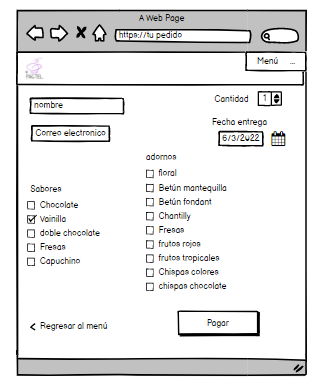 A Web Page
https://tu pedido
Menú ...
PACTEL
nombre
Cantidad 1
Correo electronico
Fecha entrega
6/3/2022
adornos
floral
Betún mantequilla
Betún fondant
Chantilly
Fresas
frutos rojos
frutos tropicales
Chispas colores
chispas chocolate
Sabores
Chocolate
Vainilla
doble chocolate
Fresas
Capuchino
< Regresar al menú
Pagar